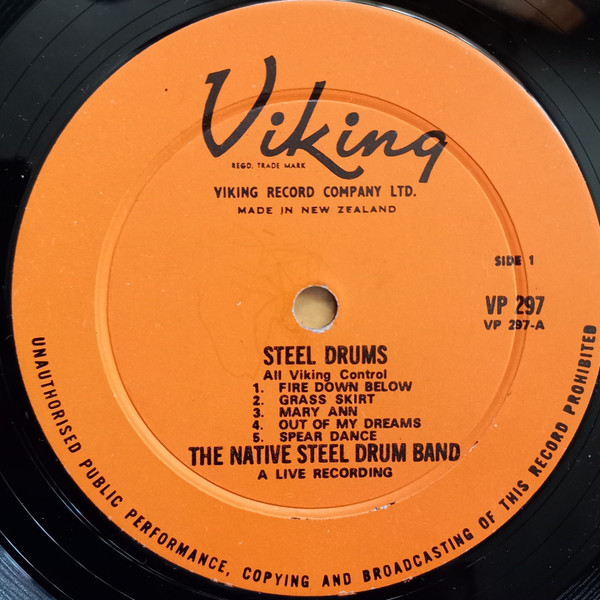 Viking
REGD. TRADE MARK
VIKING RECORD COMPANY LTD.
MADE IN NEW ZEALAND
SIDE 1
VP 297
VP 297-A
STEEL DRUMS
All Viking Control
1. FIRE DOWN BELOW
2. GRASS SKIRT
3. MARY ANN
4. OUT OF MY DREAMS
5. SPEAR DANCE
THE NATIVE STEEL DRUM BAND
A LIVE RECORDING
UNAUTHORISED PUBLIC PERFORMANCE, COPYING AND BROADCASTING OF THIS RECORD PROHIBITED